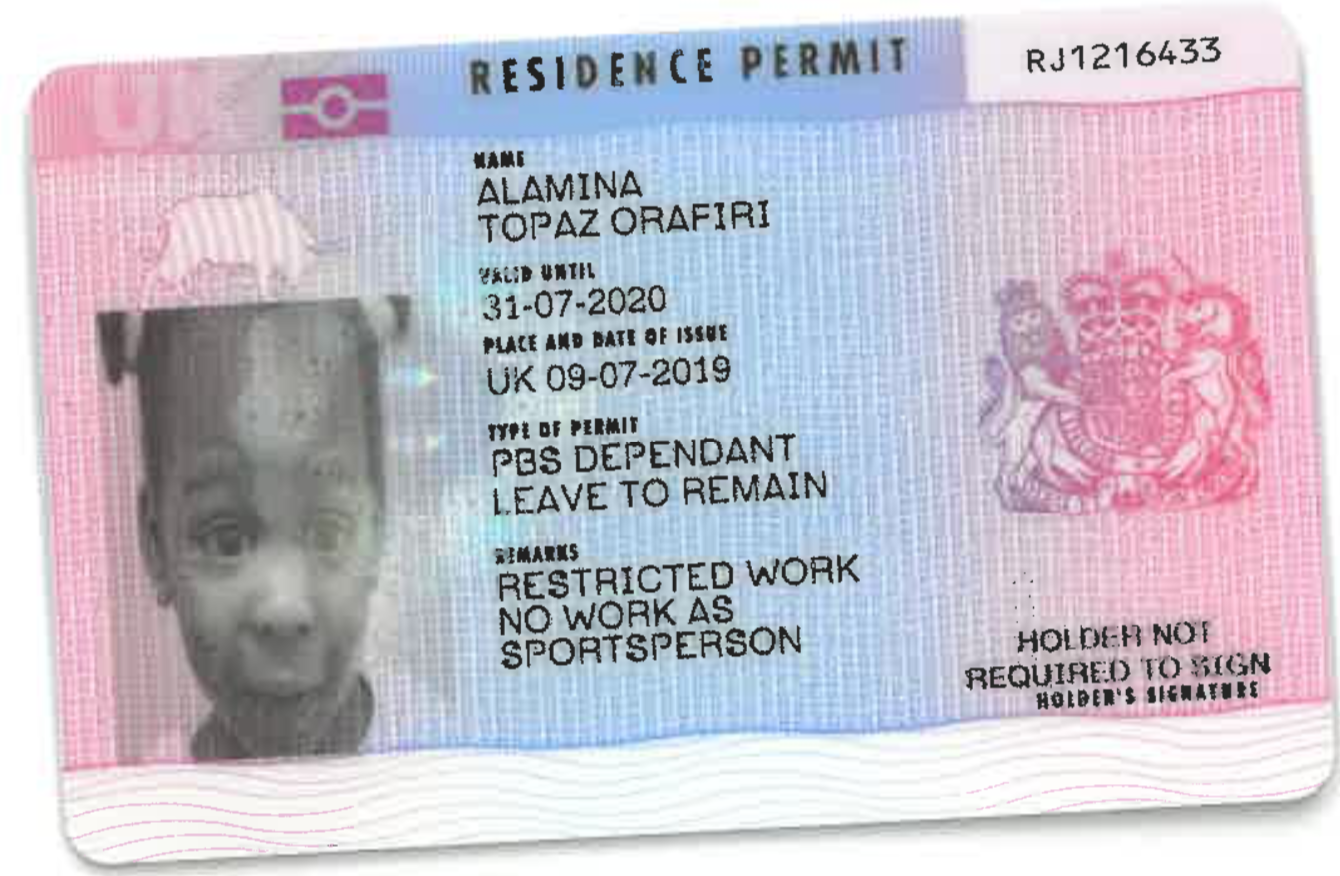 RESIDENCE PERMIT
RJ1216433
NAME
ALAMINA
TOPAZ ORAFIRI
VALID UNTIL
31-07-2020
PLACE AND DATE OF ISSUE
UK 09-07-2019
TYPE OF PERMIT
PBS DEPENDANT
LEAVE TO REMAIN
REMARKS
RESTRICTED WORK
NO WORK AS
SPORTSPERSON
HOLDER NOT
REQUIRED TO SIGN
HOLDER'S SIGNATURE